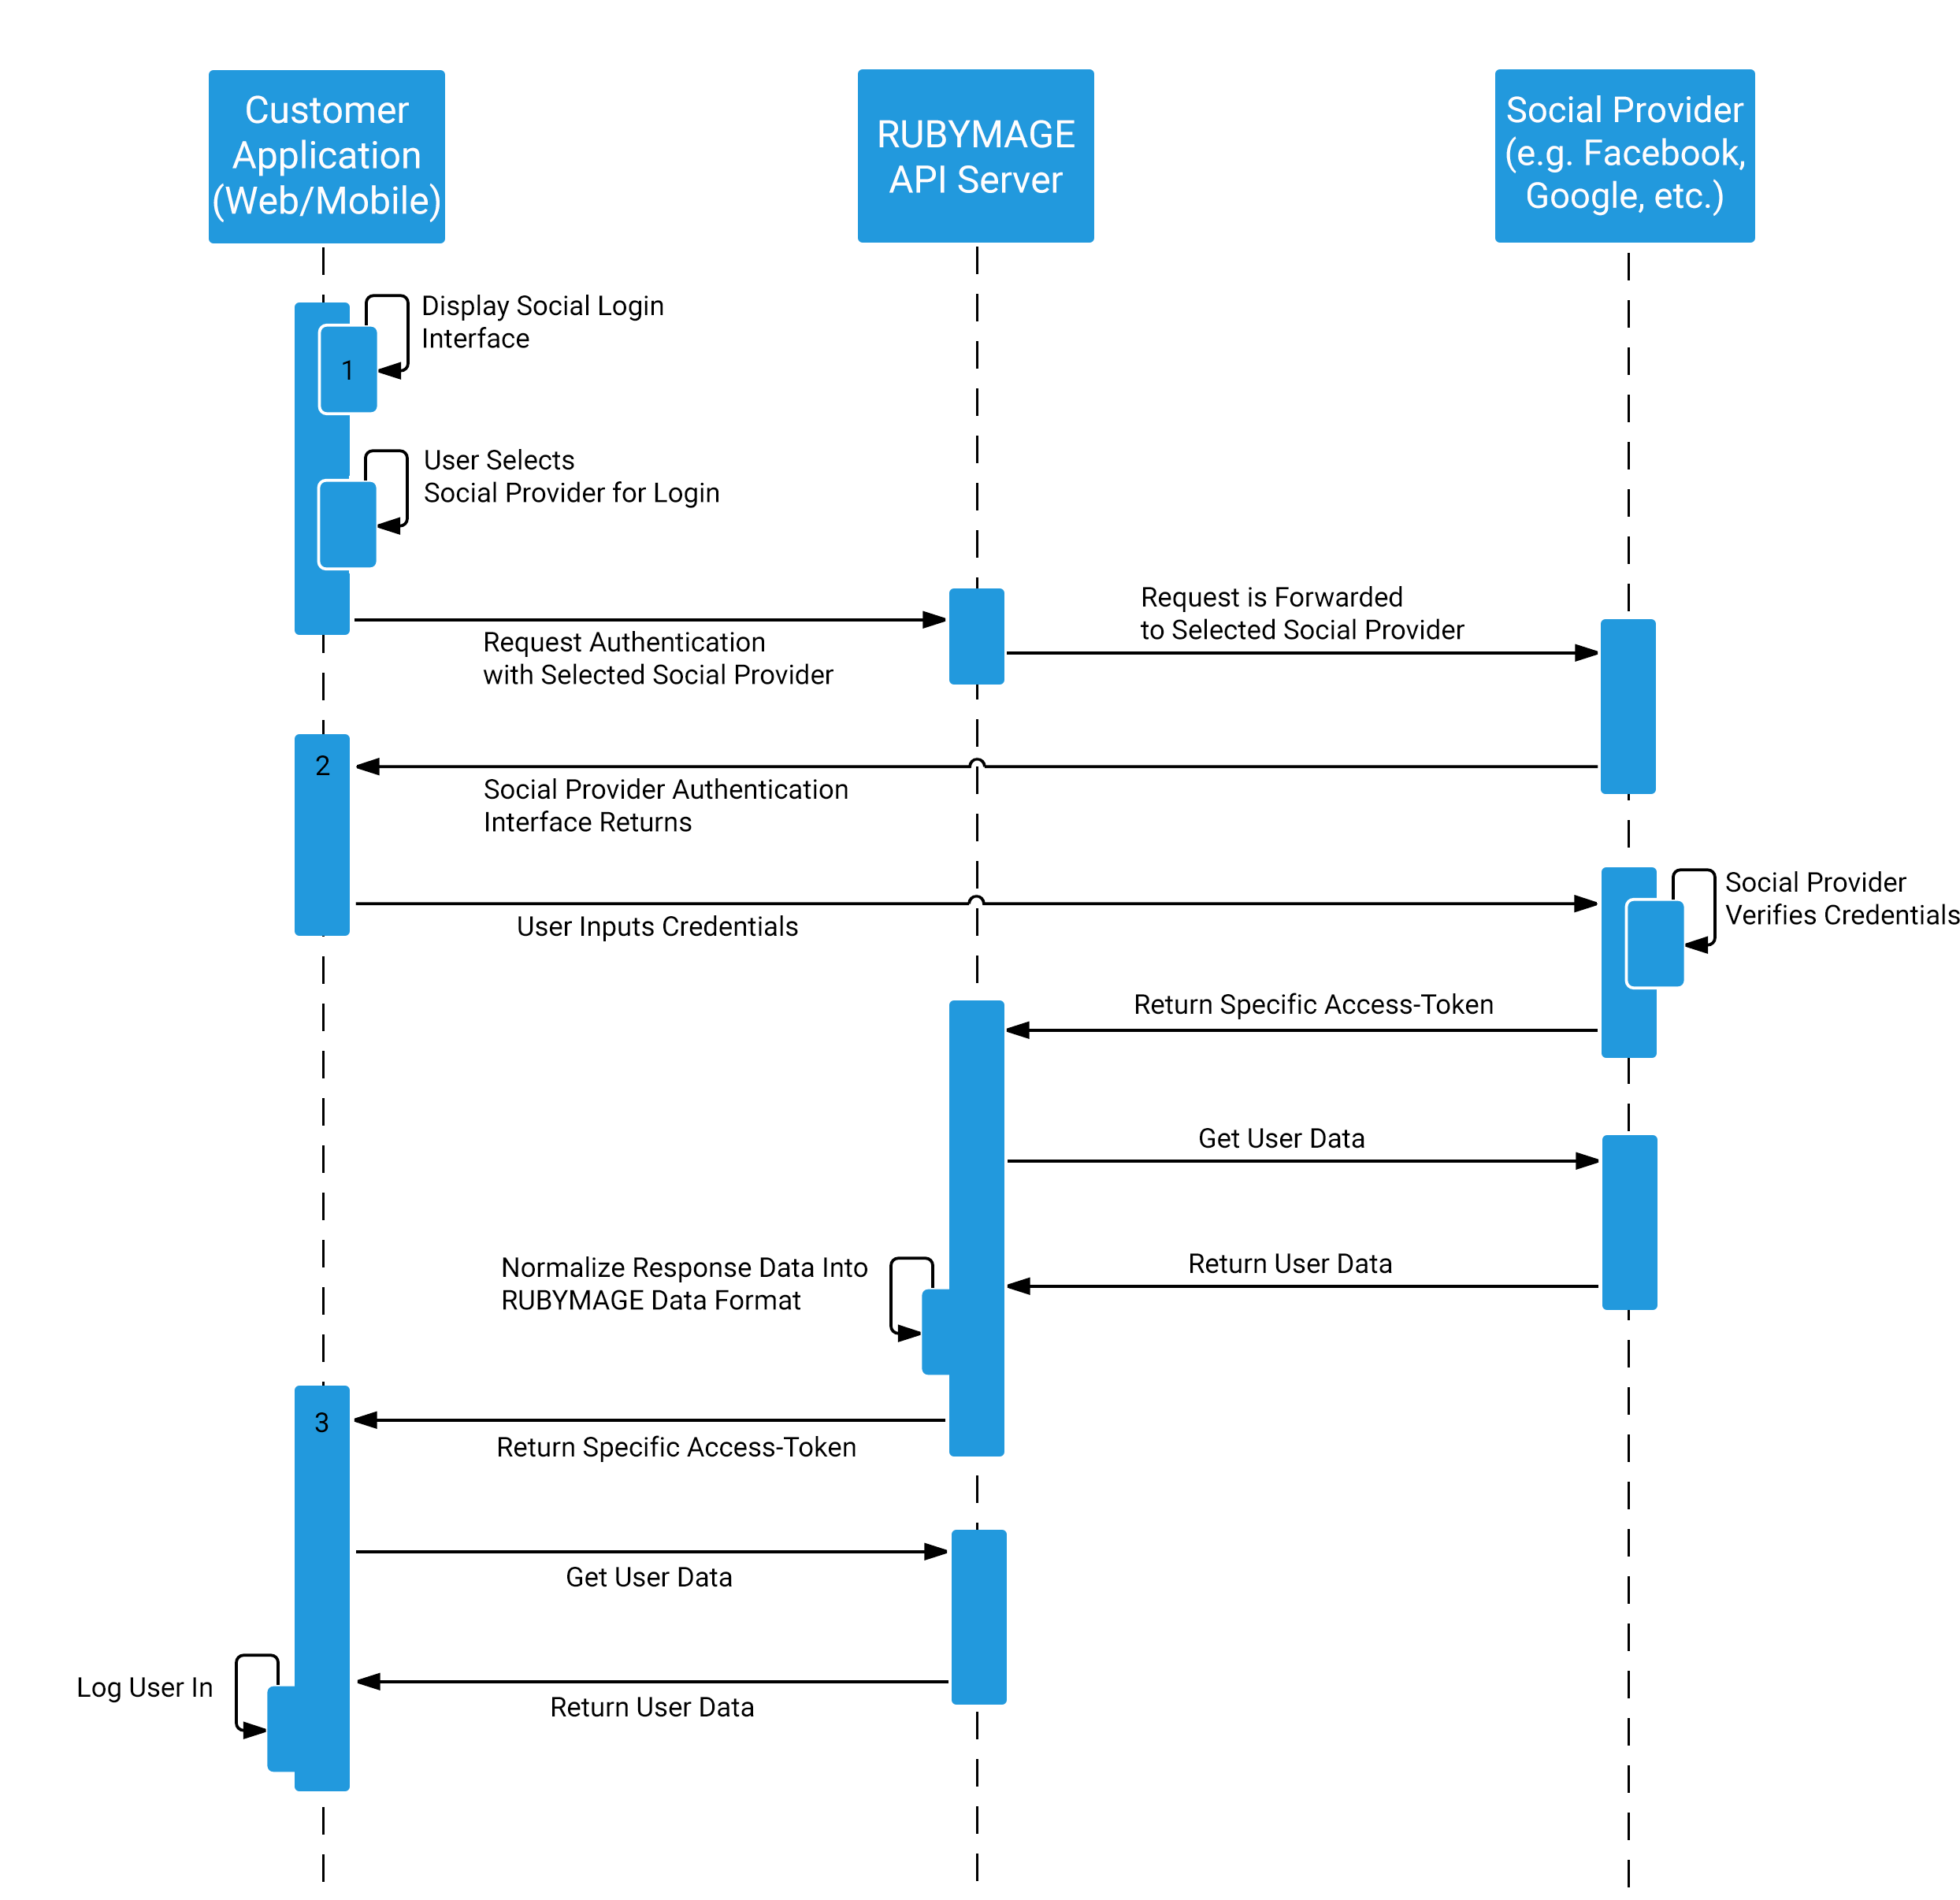 Customer
Application
(Web/Mobile)
RUBYMAGE
API Server
Social Provider
(e.g. Facebook,
Google, etc.)
Display Social Login
Interface
1
User Selects
Social Provider for Login
Request is Forwarded
to Selected Social Provider
Request Authentication
with Selected Social Provider
2
Social Provider Authentication
Interface Returns
Social Provider
Verifies Credentials
User Inputs Credentials
Return Specific Access-Token
Get User Data
Return User Data
Normalize Response Data Into
RUBYMAGE Data Format
3
Return Specific Access-Token
Get User Data
Log User In
Return User Data